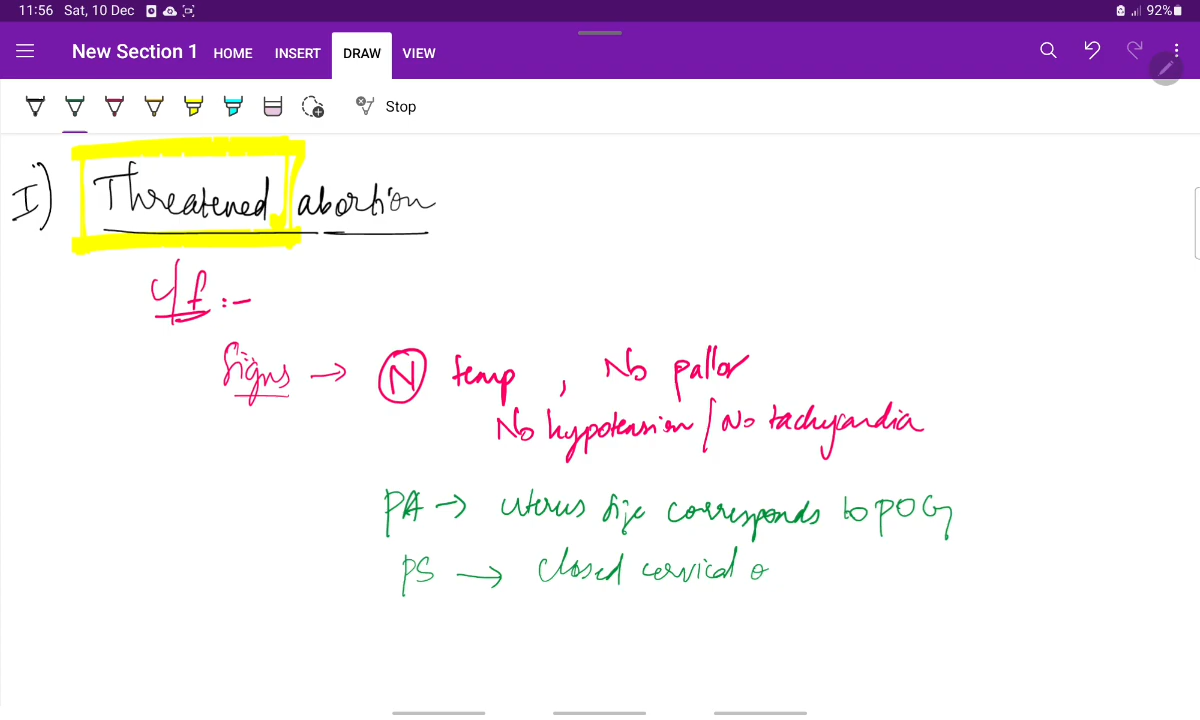 11:56 Sat, 10 Dec 92%
New Section 1 HOME INSERT DRAW VIEW
Stop
I) Threatened abortion
c/f :-
Signs → N temp , No pallor
No hypotension / No tachycardia
PA → uterus size corresponds to POG
PS → closed cervical o